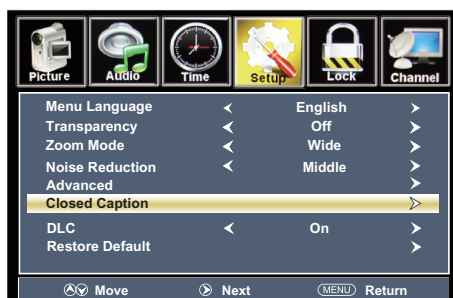 Picture Audio Time Setup Lock Channel
Menu Language English
Transparency Off
Zoom Mode Wide
Noise Reduction Middle
Advanced
Closed Caption
DLC On
Restore Default
Move Next MENU Return